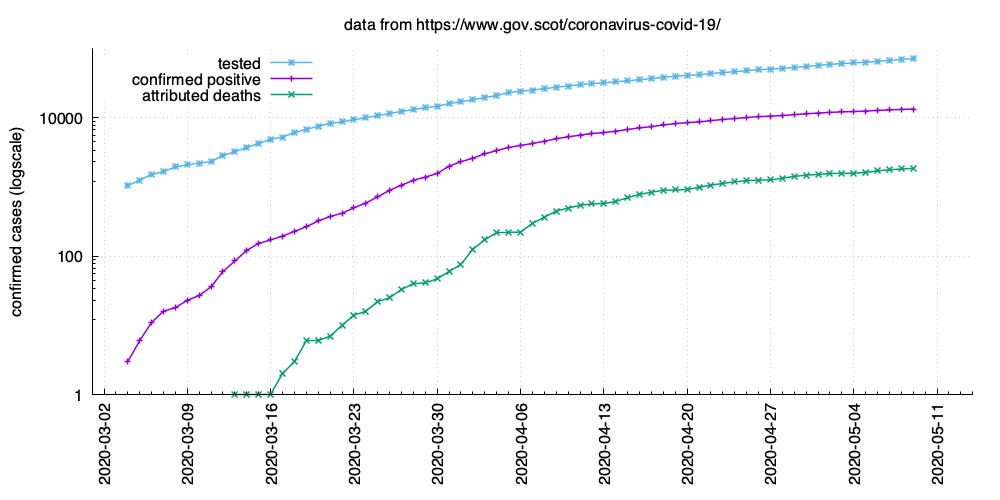 data from https://www.gov.scot/coronavirus-covid-19/
tested
confirmed positive
attributed deaths
confirmed cases (logscale)
10000
100
1
2020-03-02
2020-03-09
2020-03-16
2020-03-23
2020-03-30
2020-04-06
2020-04-13
2020-04-20
2020-04-27
2020-05-04
2020-05-11